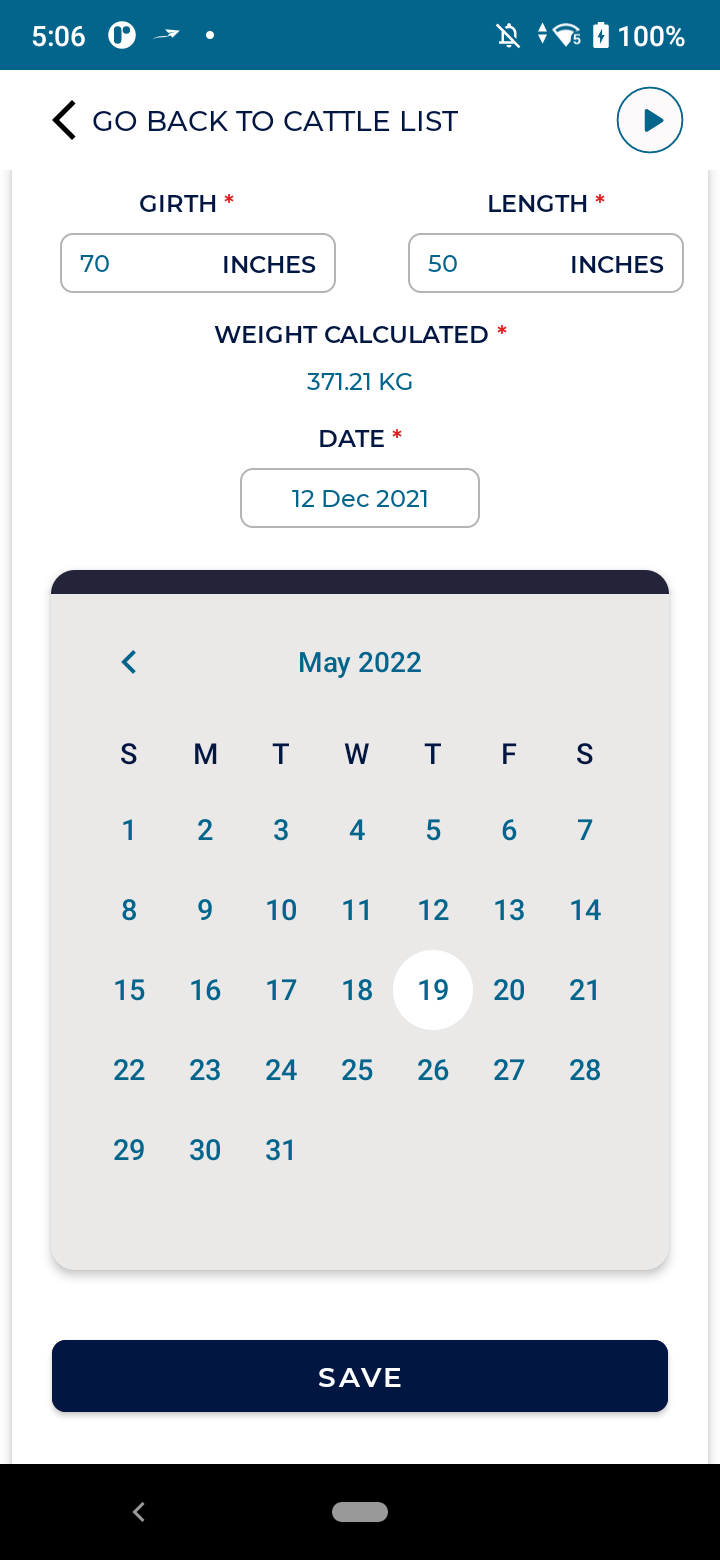 5:06 5 100%
GO BACK TO CATTLE LIST
GIRTH * LENGTH *
70 INCHES 50 INCHES
WEIGHT CALCULATED *
371.21 KG
DATE *
12 Dec 2021
May 2022
S M T W T F S
1 2 3 4 5 6 7
8 9 10 11 12 13 14
15 16 17 18 19 20 21
22 23 24 25 26 27 28
29 30 31
SAVE